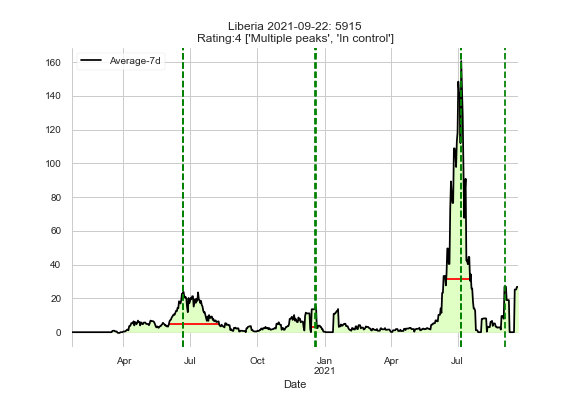 Liberia 2021-09-22: 5915
Rating:4 ['Multiple peaks', 'In control']
Average-7d
160
140
120
100
80
60
40
20
0
Apr
Jul
Oct
Jan
2021
Apr
Jul
Date